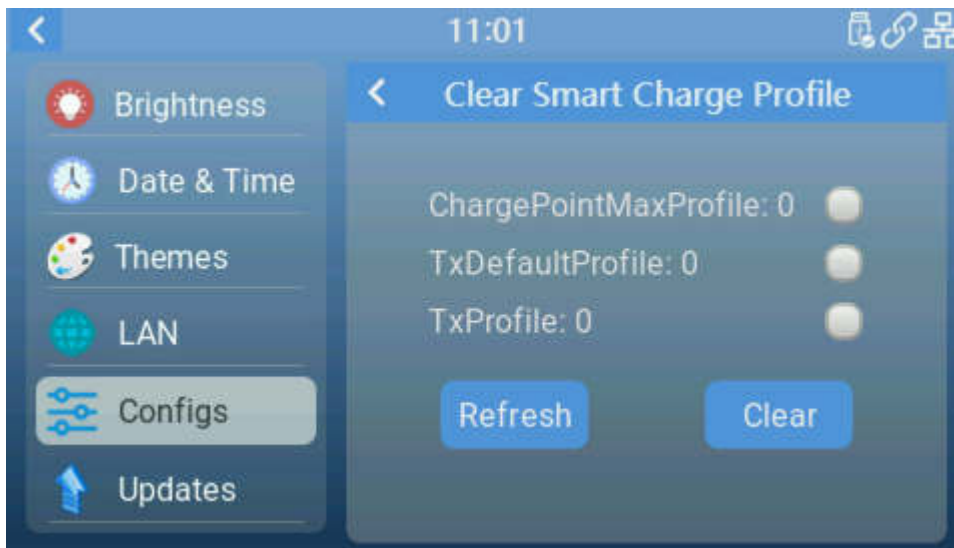 11:01
Brightness
Date & Time
Themes
LAN
Configs
Updates
Clear Smart Charge Profile
ChargePointMaxProfile: 0
TxDefaultProfile: 0
TxProfile: 0
Refresh
Clear